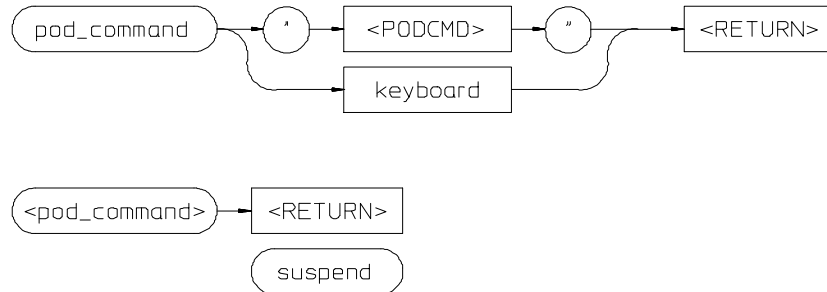 pod_command " <PODCMD> " <RETURN>
keyboard
<pod_command> <RETURN>
suspend